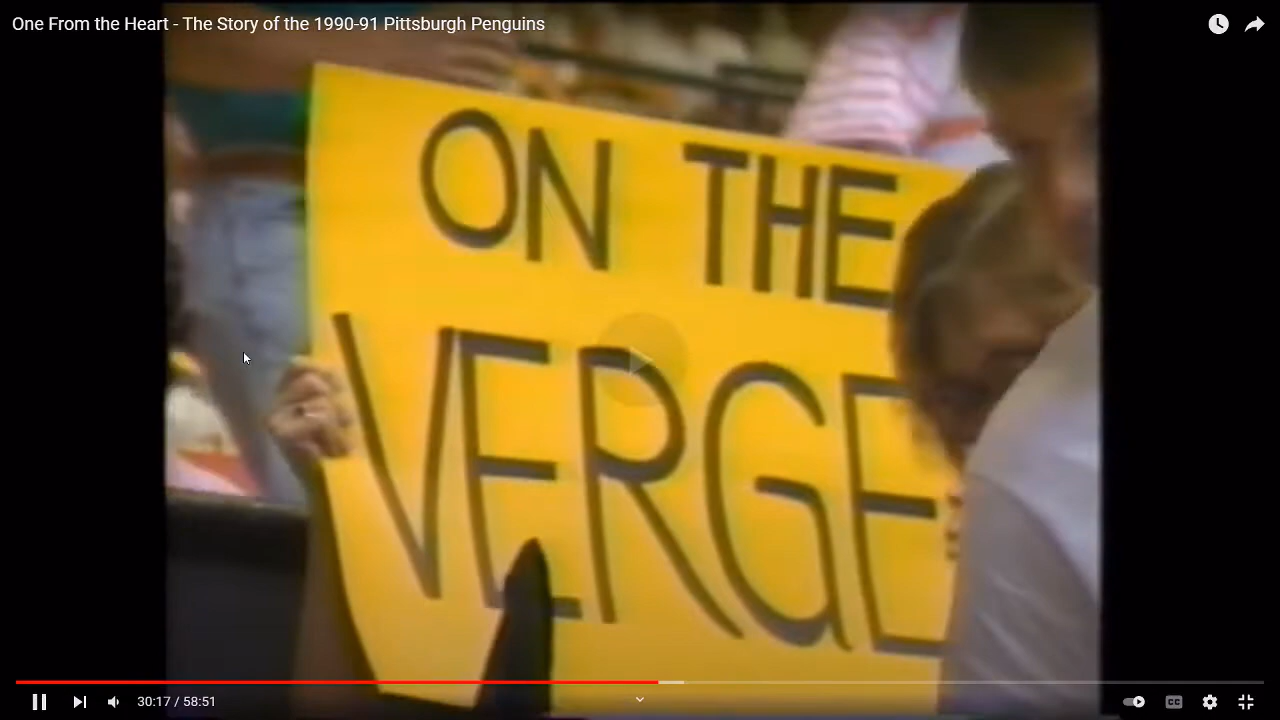 One From the Heart - The Story of the 1990-91 Pittsburgh Penguins
ON THE
VERGE
30:17 / 58:51
CC